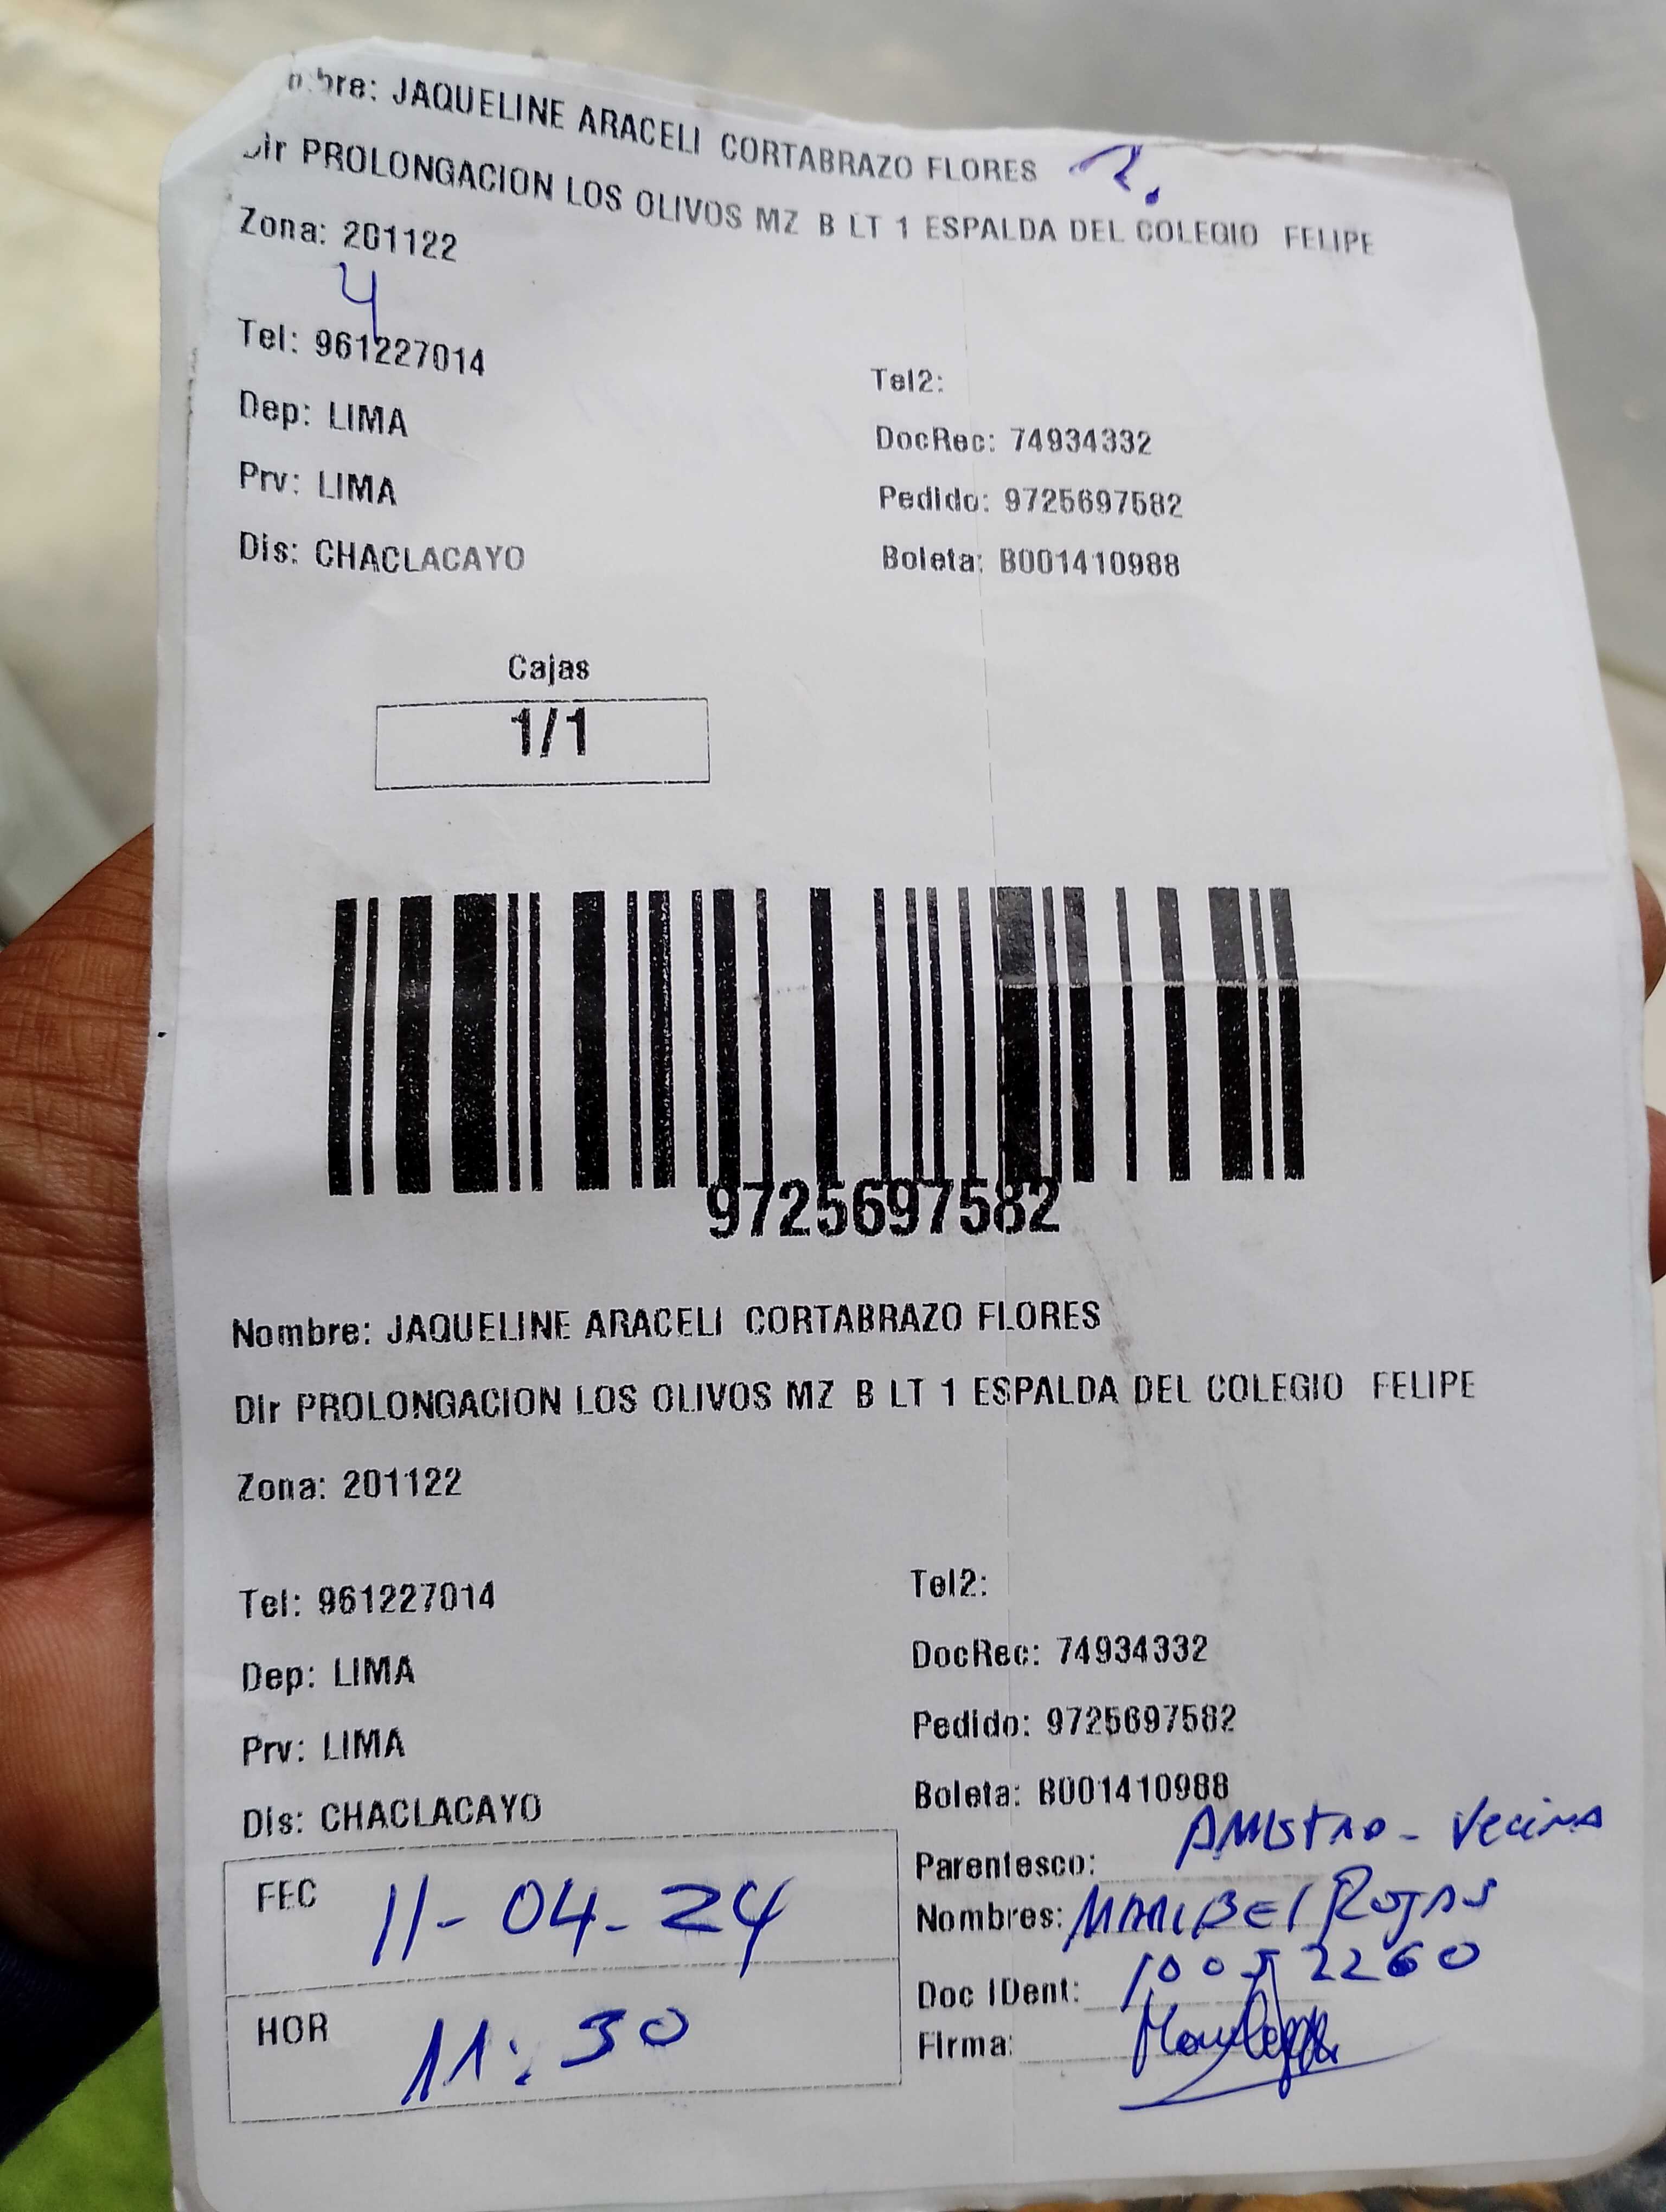 Nombre: JAQUELINE ARACELI CORTABRAZO FLORES 2.
Dir PROLONGACION LOS OLIVOS MZ B LT 1 ESPALDA DEL COLEGIO FELIPE
Zona: 201122
4
Tel: 961227014 Tel2:
Dep: LIMA DocRec: 74934332
Prv: LIMA Pedido: 9725697582
Dis: CHACLACAYO Boleta: B001410988
Cajas
1/1
9725697582
Nombre: JAQUELINE ARACELI CORTABRAZO FLORES
Dir PROLONGACION LOS OLIVOS MZ B LT 1 ESPALDA DEL COLEGIO FELIPE
Zona: 201122
Tel: 961227014 Tel2:
Dep: LIMA DocRec: 74934332
Prv: LIMA Pedido: 9725697582
Dis: CHACLACAYO Boleta: B001410988
FEC 11-04-24
HOR 11:30
Parentesco: AMISTAD - Vecina
Nombres: MARIBEL ROJAS
Doc IDent: 10052260
Firma: